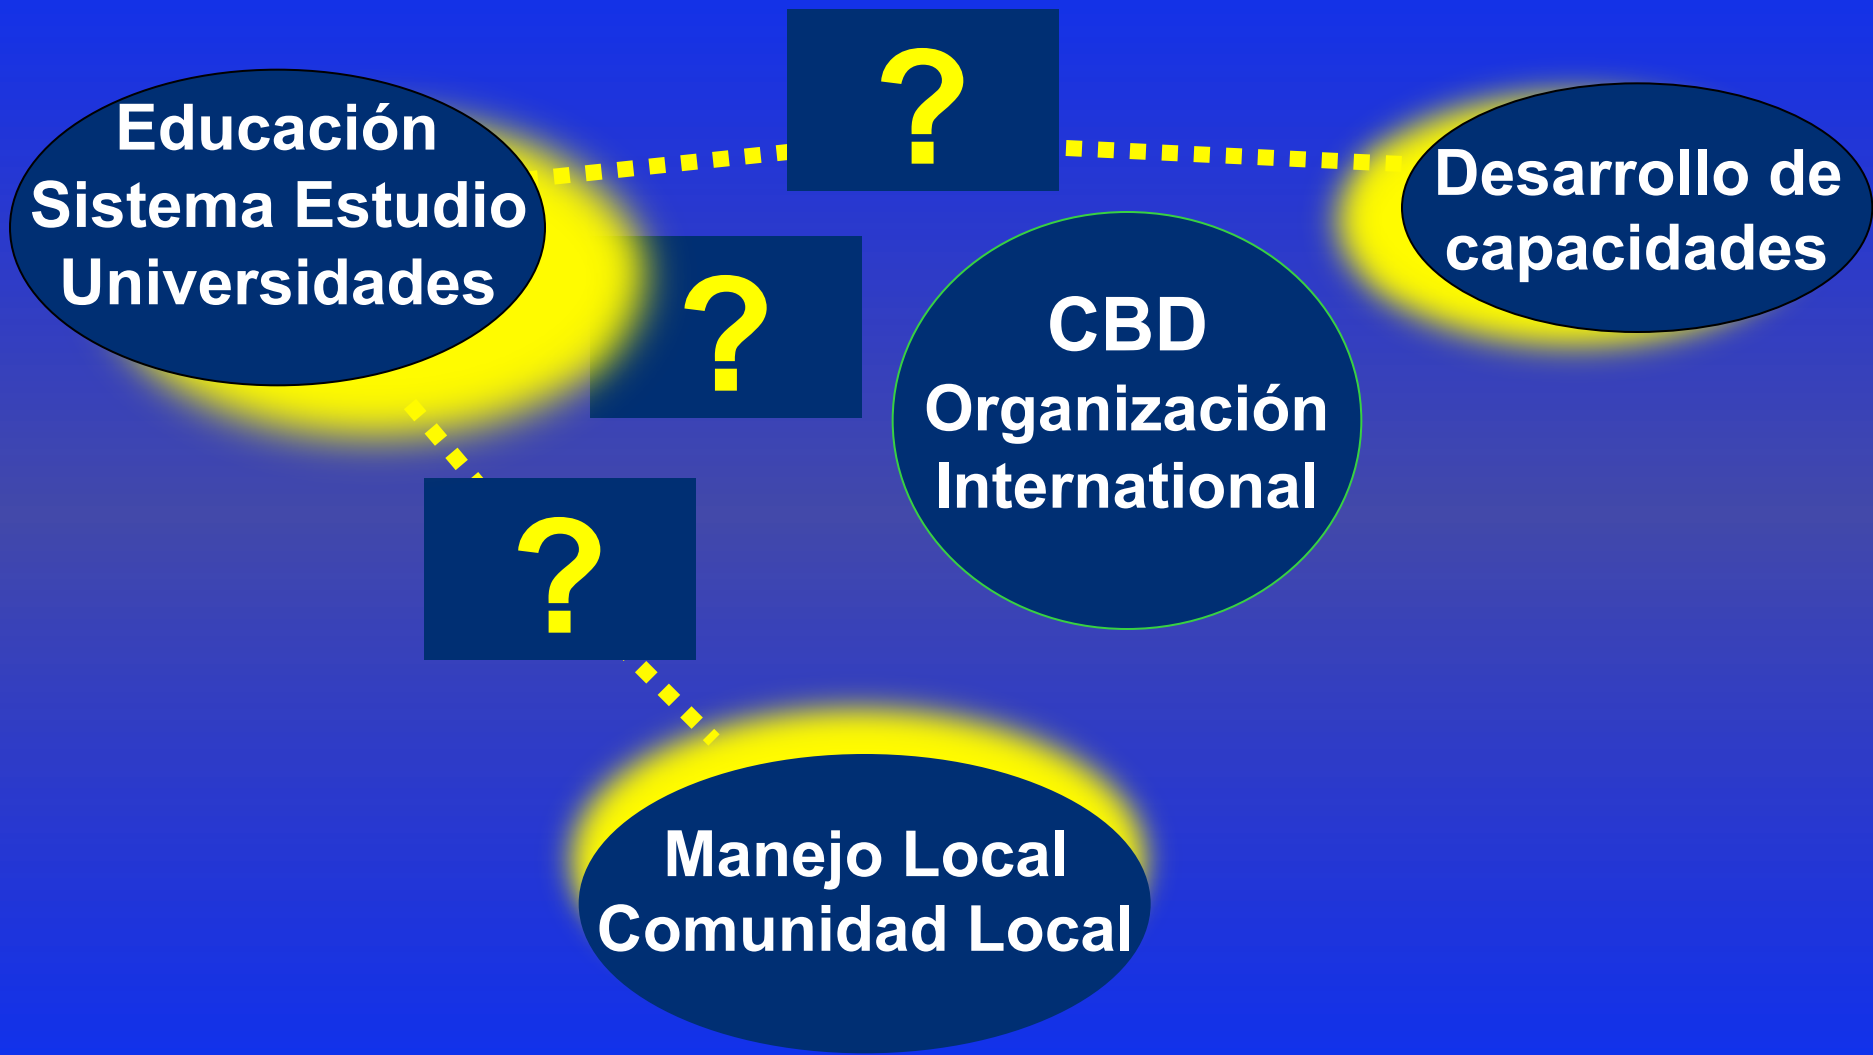 ?
Educación
Sistema Estudio
Universidades
Desarrollo de
capacidades
?
CBD
Organización
International
?
Manejo Local
Comunidad Local